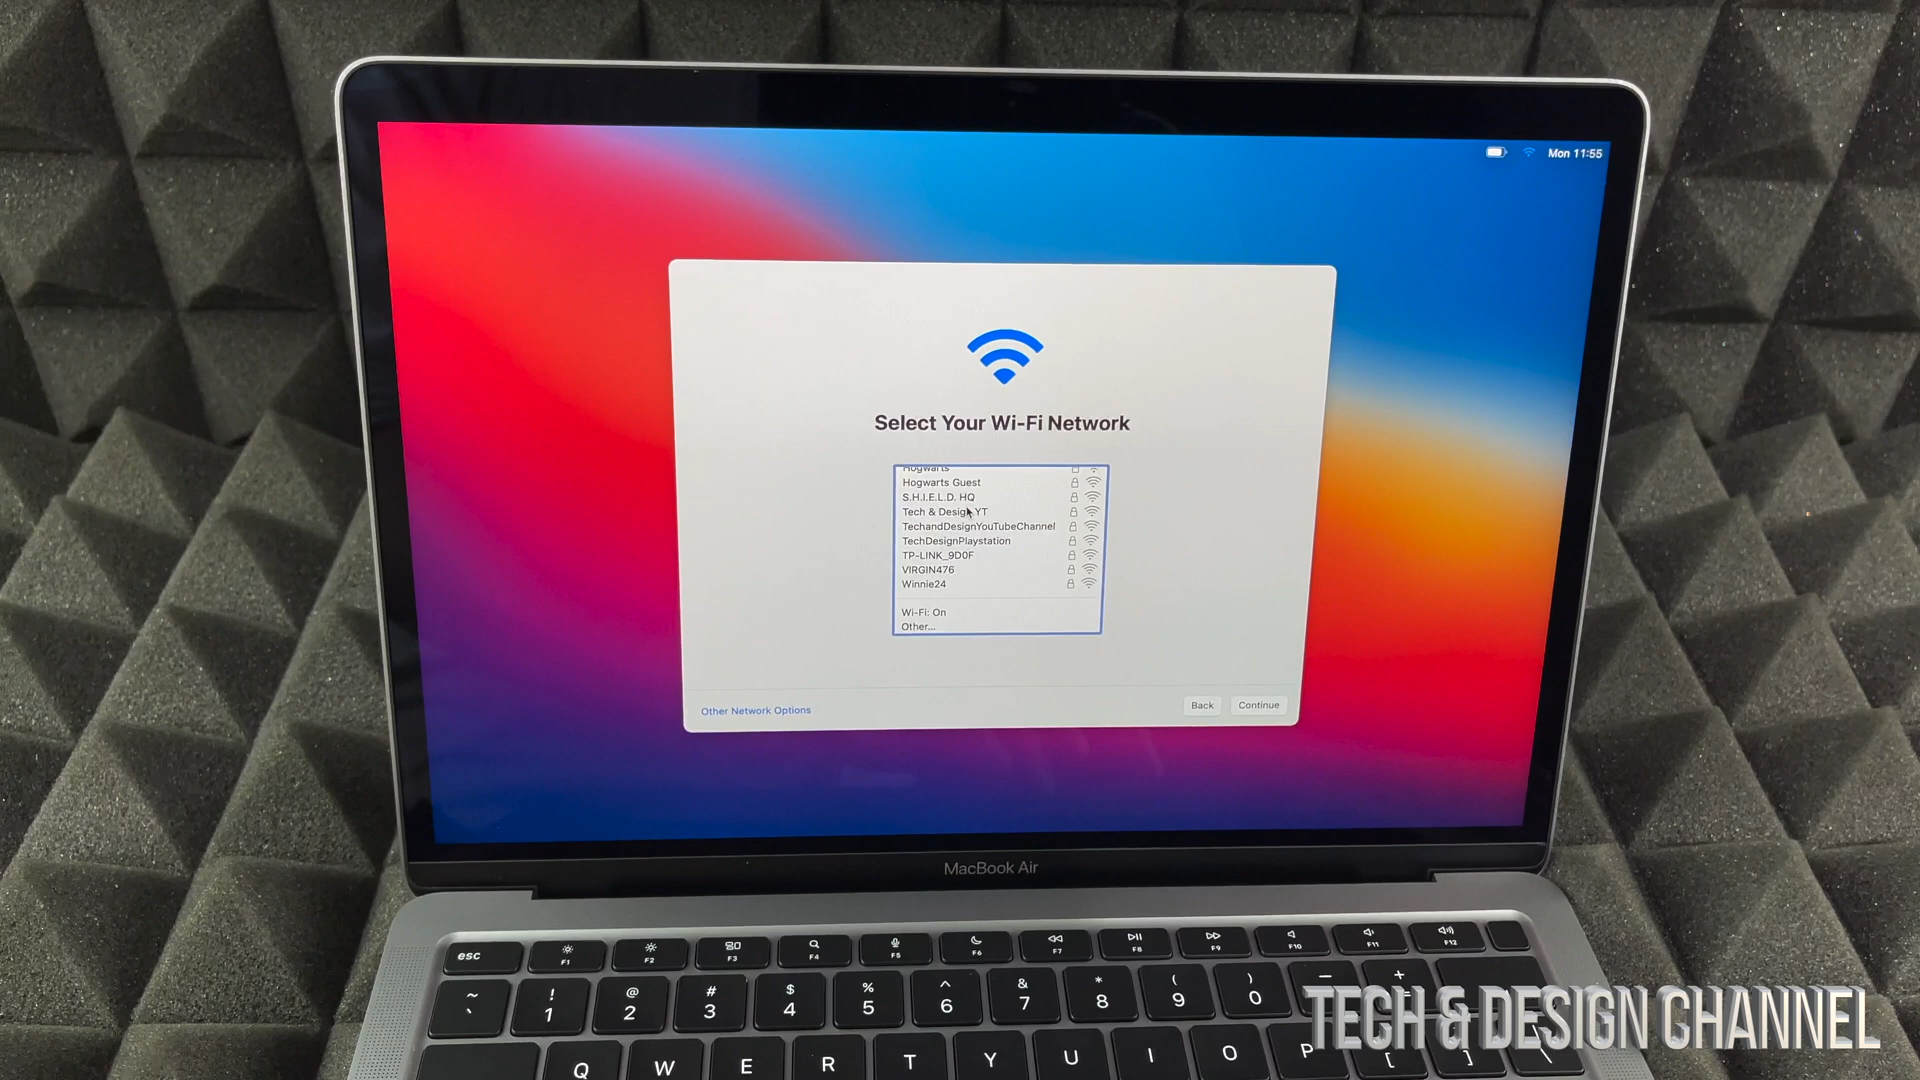 Mon 11:55
Select Your Wi-Fi Network
Hogwarts
Hogwarts Guest
S.H.I.E.L.D. HQ
Tech & Design YT
TechandDesignYouTubeChannel
TechDesignPlaystation
TP-LINK_9D0F
VIRGIN476
Winnie24
Wi-Fi: On
Other...
Other Network Options
Back
Continue
MacBook Air
esc F1 F2 F3 F4 F5 F6 F7 F8 F9 F10 F11 F12
~ ! @ # $ % ^ & * ( ) _ +
` 1 2 3 4 5 6 7 8 9 0
Q W E R T Y U I O P [ ] \
TECH & DESIGN CHANNEL